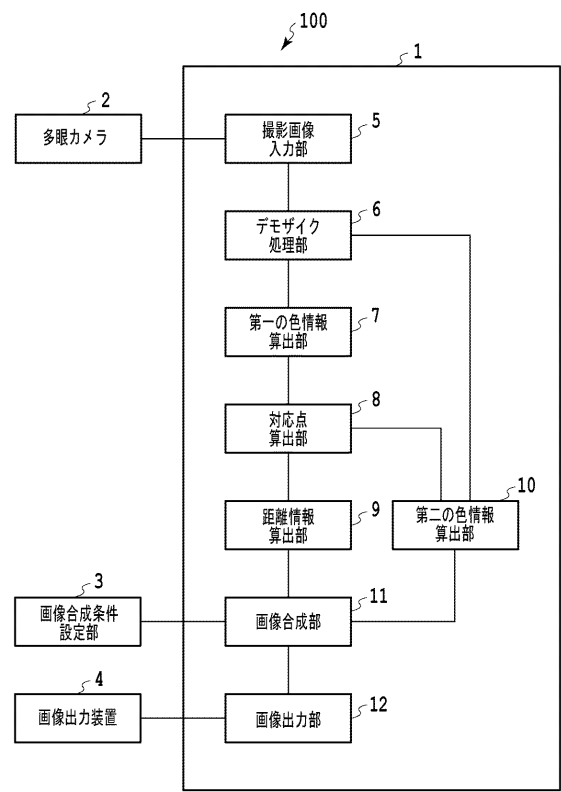 100
1
2
多眼カメラ
撮影画像
入力部
5
デモザイク
処理部
6
第一の色情報
算出部
7
対応点
算出部
8
距離情報
算出部
9
第二の色情報
算出部
10
3
画像合成条件
設定部
画像合成部
11
4
画像出力装置
画像出力部
12